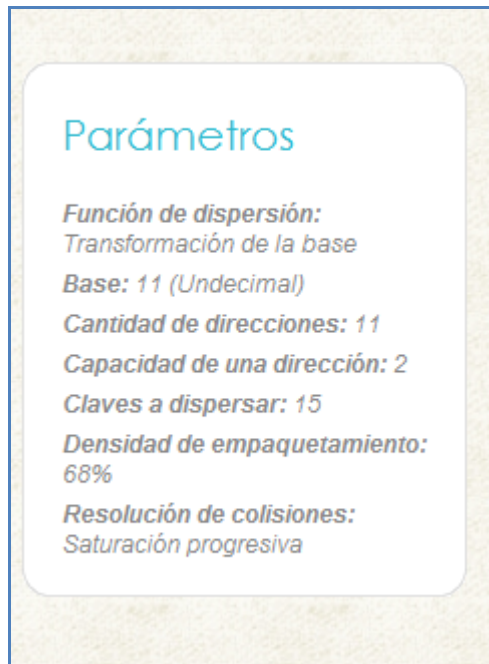 Parámetros
Función de dispersión:
Transformación de la base
Base: 11 (Undecimal)
Cantidad de direcciones: 11
Capacidad de una dirección: 2
Claves a dispersar: 15
Densidad de empaquetamiento:
68%
Resolución de colisiones:
Saturación progresiva